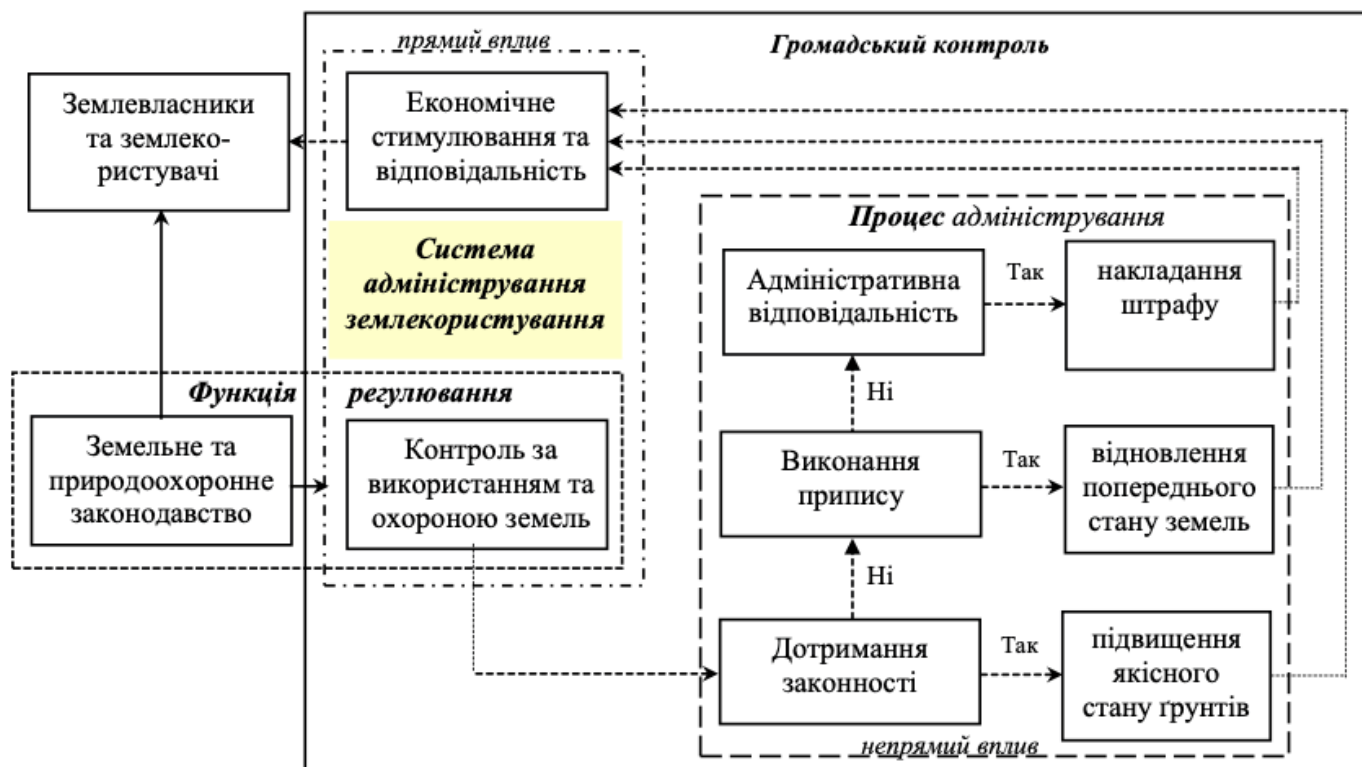 прямий вплив
Громадський контроль
Землевласники
та землеко-
ристувачі
Економічне
стимулювання та
відповідальність
Система
адміністрування
землекористування
Процес адміністрування
Адміністративна
відповідальність
Так
накладання
штрафу
Ні
Функція регулювання
Земельне та
природоохоронне
законодавство
Контроль за
використанням та
охороною земель
Виконання
припису
Так
відновлення
попереднього
стану земель
Ні
Дотримання
законності
Так
підвищення
якісного
стану ґрунтів
непрямий вплив